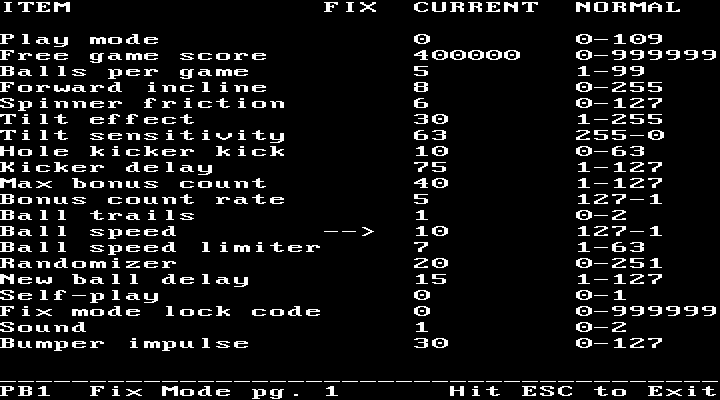 ITEM FIX CURRENT NORMAL
Play mode 0 0-109
Free game score 400000 0-999999
Balls per game 5 1-99
Forward incline 8 0-255
Spinner friction 6 0-127
Tilt effect 30 1-255
Tilt sensitivity 63 255-0
Hole kicker kick 10 0-63
Kicker delay 75 1-127
Max bonus count 40 1-127
Bonus count rate 5 127-1
Ball trails 1 0-2
Ball speed --> 10 127-1
Ball speed limiter 7 1-63
Randomizer 20 0-251
New ball delay 15 1-127
Self-play 0 0-1
Fix mode lock code 0 0-999999
Sound 1 0-2
Bumper impulse 30 0-127
PB1 Fix Mode pg. 1 Hit ESC to Exit